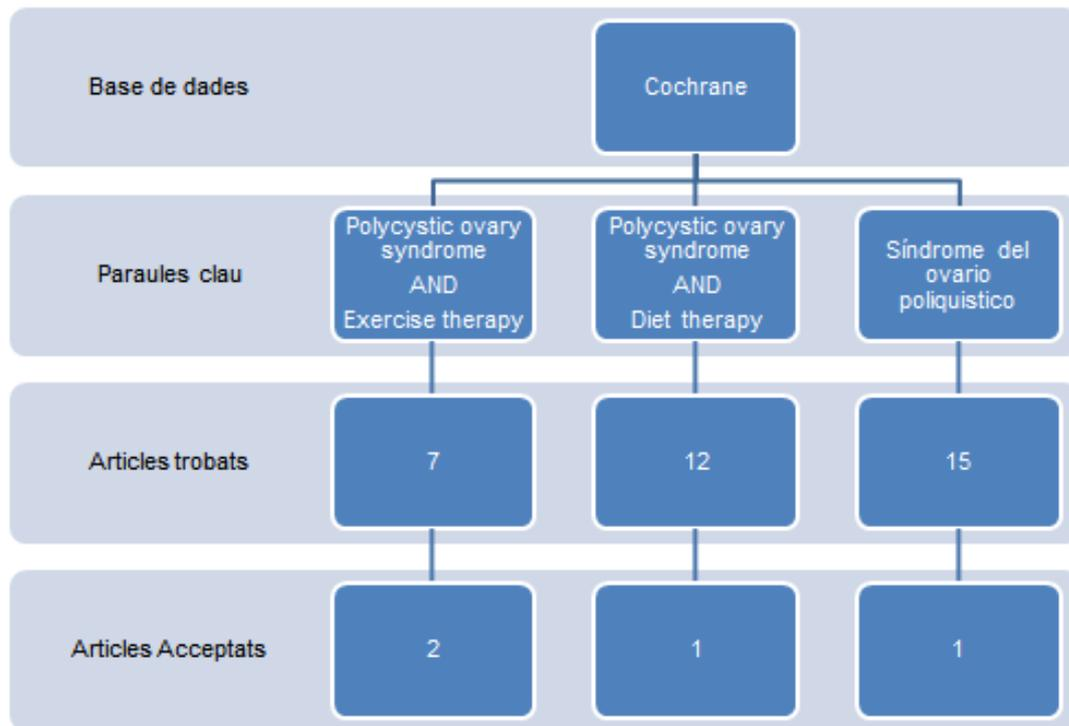 Base de dades
Cochrane
Paraules clau
Polycystic ovary
syndrome
AND
Exercise therapy
Polycystic ovary
syndrome
AND
Diet therapy
Síndrome del
ovario
poliquistico
Articles trobats
7
12
15
Articles Acceptats
2
1
1